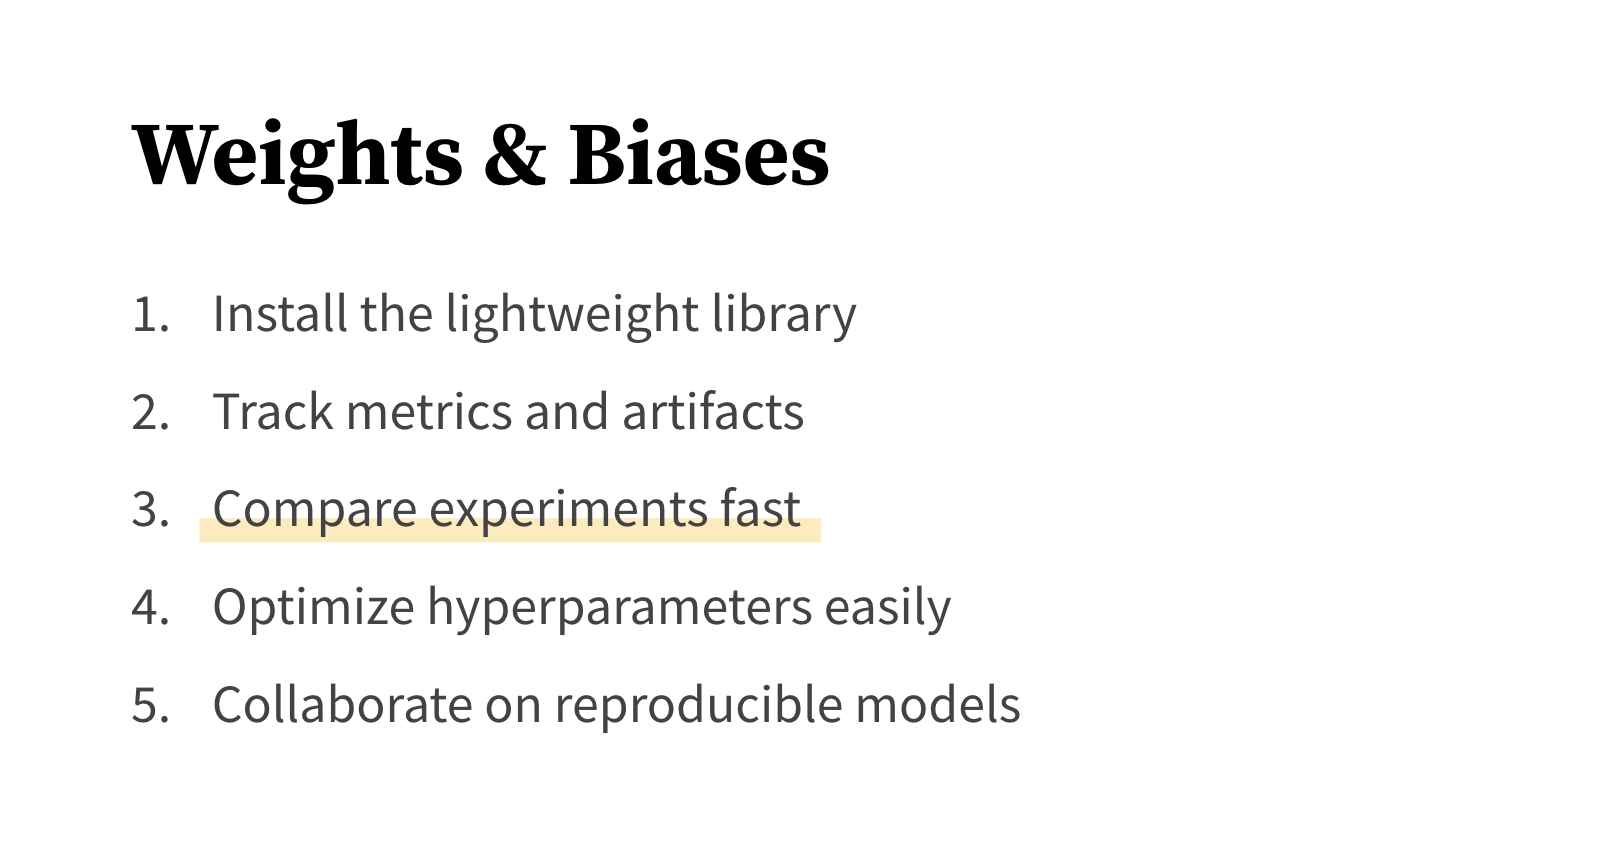 Weights & Biases
1. Install the lightweight library
2. Track metrics and artifacts
3. Compare experiments fast
4. Optimize hyperparameters easily
5. Collaborate on reproducible models